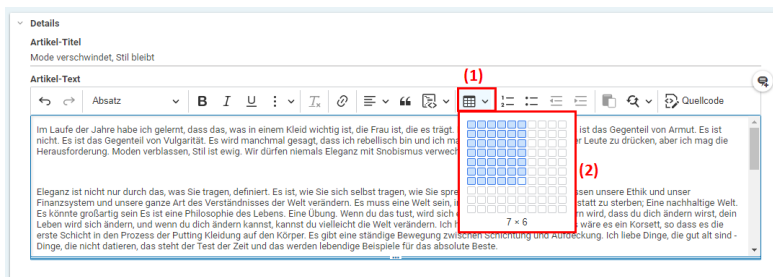 Details
Artikel-Titel
Mode verschwindet, Stil bleibt
Artikel-Text
(1)
Absatz
B I U
Quellcode
Im Laufe der Jahre habe ich gelernt, dass das, was in einem Kleid wichtig ist, die Frau ist, die es trägt. ist das Gegenteil von Armut. Es ist
nicht. Es ist das Gegenteil von Vulgarität. Es wird manchmal gesagt, dass ich rebellisch bin und ich ma r Leute zu drücken, aber ich mag die
Herausforderung. Moden verblassen, Stil ist ewig. Wir dürfen niemals Eleganz mit Snobismus verwech
(2)
Eleganz ist nicht nur durch das, was Sie tragen, definiert. Es ist, wie Sie sich selbst tragen, wie Sie spre ssen unsere Ethik und unser
Finanzsystem und unsere ganze Art des Verständnisses der Welt verändern. Es muss eine Welt sein, i statt zu sterben; Eine nachhaltige Welt.
Es könnte großartig sein Es ist eine Philosophie des Lebens. Eine Übung. Wenn du das tust, wird sich rn wird, dass du dich ändern wirst, dein
7 × 6
Leben wird sich ändern, und wenn du dich ändern kannst, kannst du vielleicht die Welt verändern. Ich h s wäre es ein Korsett, so dass es die
erste Schicht in den Prozess der Putting Kleidung auf den Körper. Es gibt eine ständige Bewegung zwischen Schichtung und Aufdeckung. Ich liebe Dinge, die gut alt sind -
Dinge, die nicht datieren, das steht der Test der Zeit und das werden lebendige Beispiele für das absolute Beste.